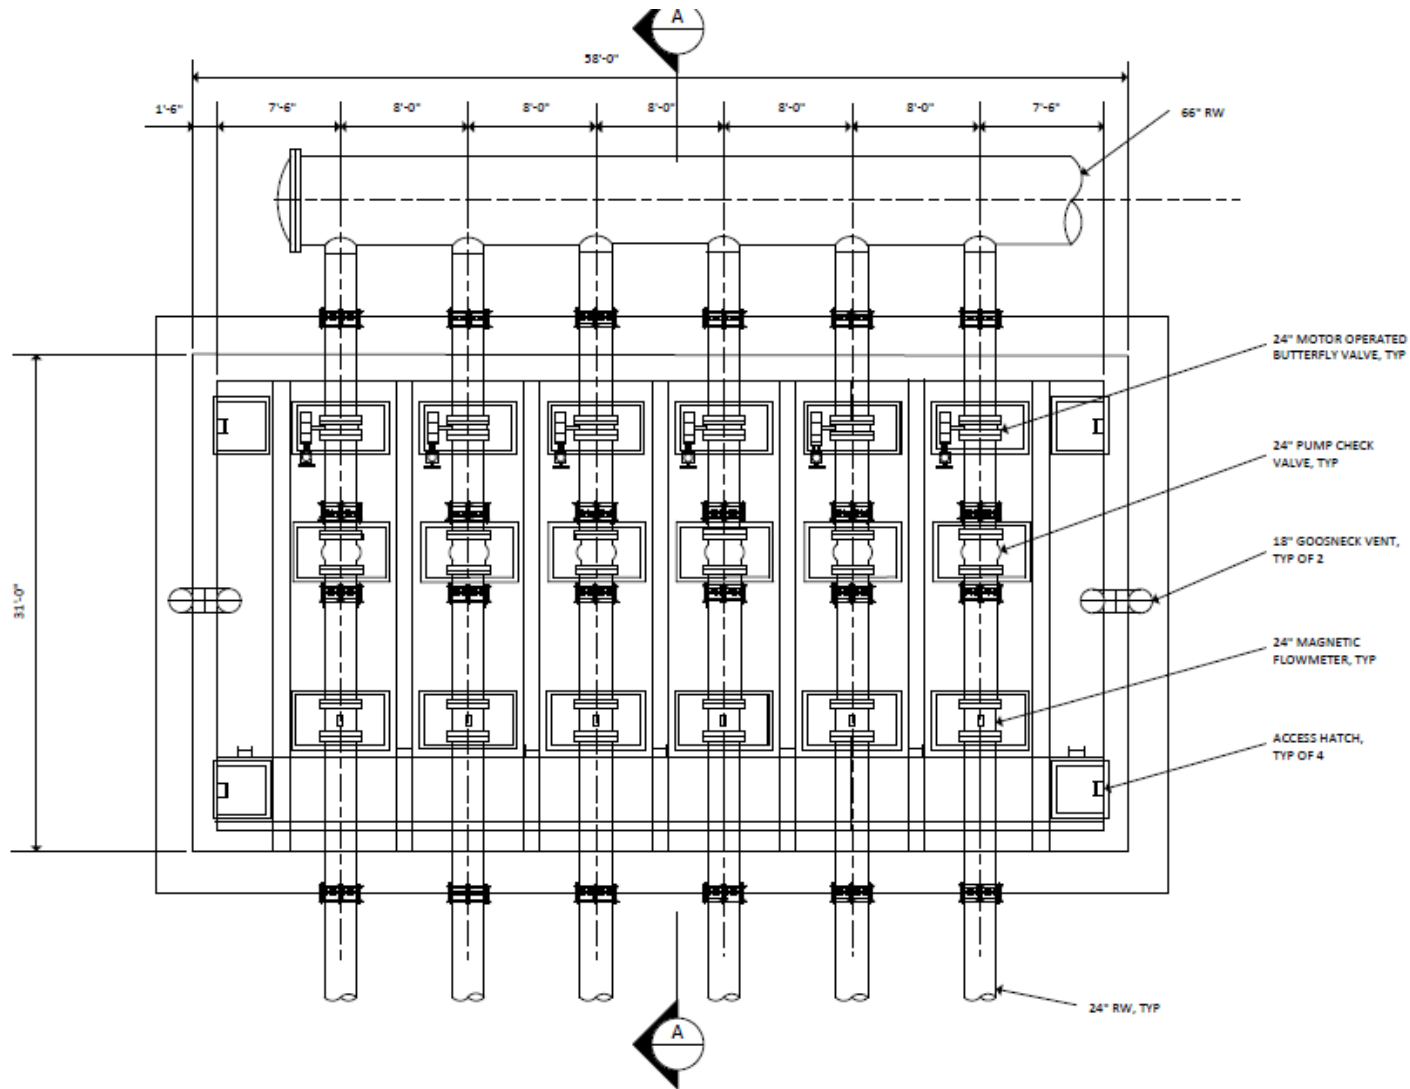 A
58'-0"
1'-6"
7'-6"
8'-0"
8'-0"
8'-0"
8'-0"
8'-0"
7'-6"
66" RW
24" MOTOR OPERATED
BUTTERFLY VALVE, TYP
24" PUMP CHECK
VALVE, TYP
18" GOOSNECK VENT,
TYP OF 2
31'-0"
24" MAGNETIC
FLOWMETER, TYP
ACCESS HATCH,
TYP OF 4
24" RW, TYP
A